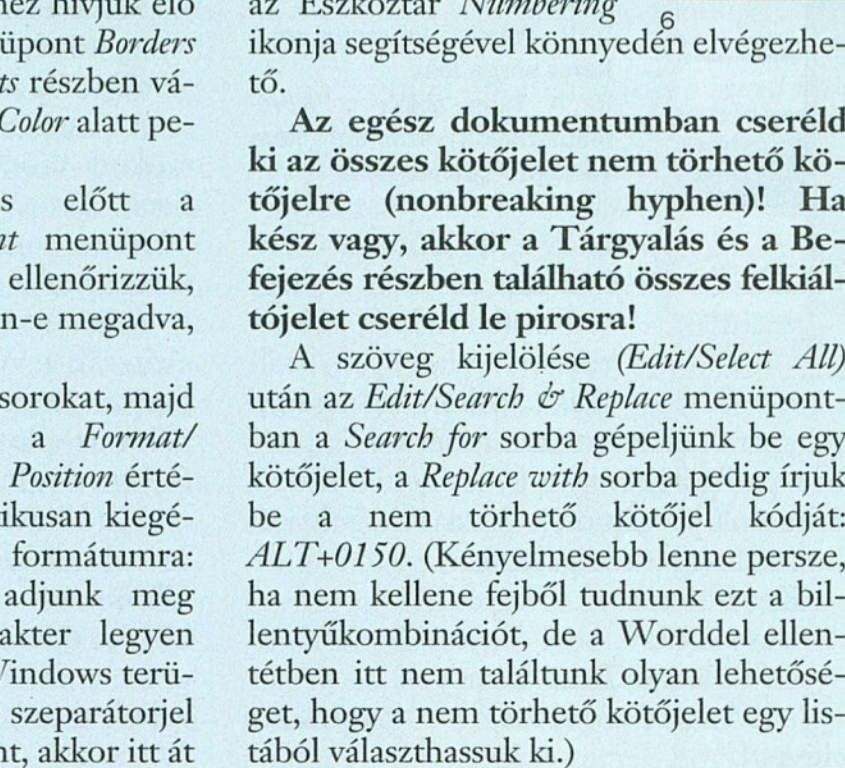 nez hívjuk elő
üpont Borders
ts részben vá-
Color alatt pe-
s előtt a
nt menüpont
ellenőrizzük,
n-e megadva,
sorokat, majd
a Format/
Position érté-
ikusan kiegé-
formátumra:
adjunk meg
akter legyen
Windows terü-
szeparátorjel
nt, akkor itt át
az Eszköztár Numbering
6
ikonja segítségével könnyedén elvégezhe-
tő.
Az egész dokumentumban cseréld
ki az összes kötőjelet nem törhető kö-
tőjelre (nonbreaking hyphen)! Ha
kész vagy, akkor a Tárgyalás és a Be-
fejezés részben található összes felkiál-
tójelet cseréld le pirosra!
A szöveg kijelölése (Edit/Select All)
után az Edit/Search & Replace menüpont-
ban a Search for sorba gépeljünk be egy
kötőjelet, a Replace with sorba pedig írjuk
be a nem törhető kötőjel kódját:
ALT+0150. (Kényelmesebb lenne persze,
ha nem kellene fejből tudnunk ezt a bil-
lentyűkombinációt, de a Worddel ellen-
tétben itt nem találtunk olyan lehetősé-
get, hogy a nem törhető kötőjelet egy lis-
tából választhassuk ki.)